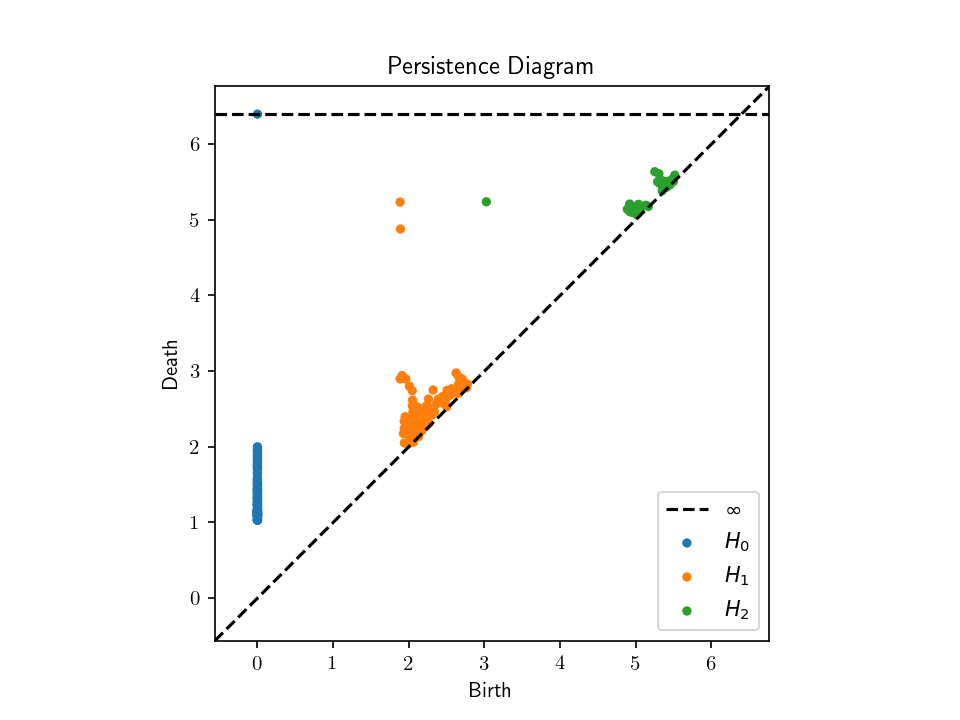 Persistence Diagram
Death
6
5
4
3
2
1
0
0 1 2 3 4 5 6
Birth
∞
H₀
H₁
H₂